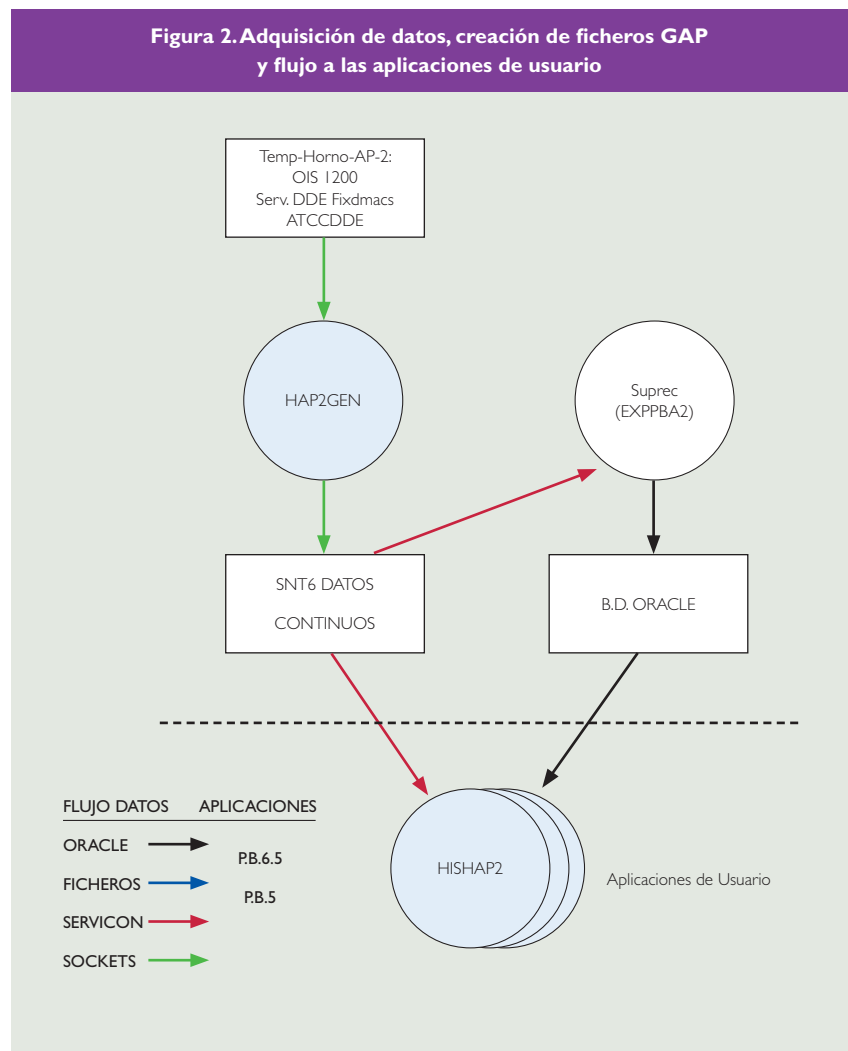 Figura 2. Adquisición de datos, creación de ficheros GAP
y flujo a las aplicaciones de usuario
Temp-Horno-AP-2:
OIS 1200
Serv. DDE Fixdmacs
ATCCDDE
HAP2GEN
Suprec
(EXPPBA2)
SNT6 DATOS
CONTINUOS
B.D. ORACLE
FLUJO DATOS APLICACIONES
ORACLE
P.B.6.5
FICHEROS
P.B.5
SERVICON
SOCKETS
HISHAP2
Aplicaciones de Usuario